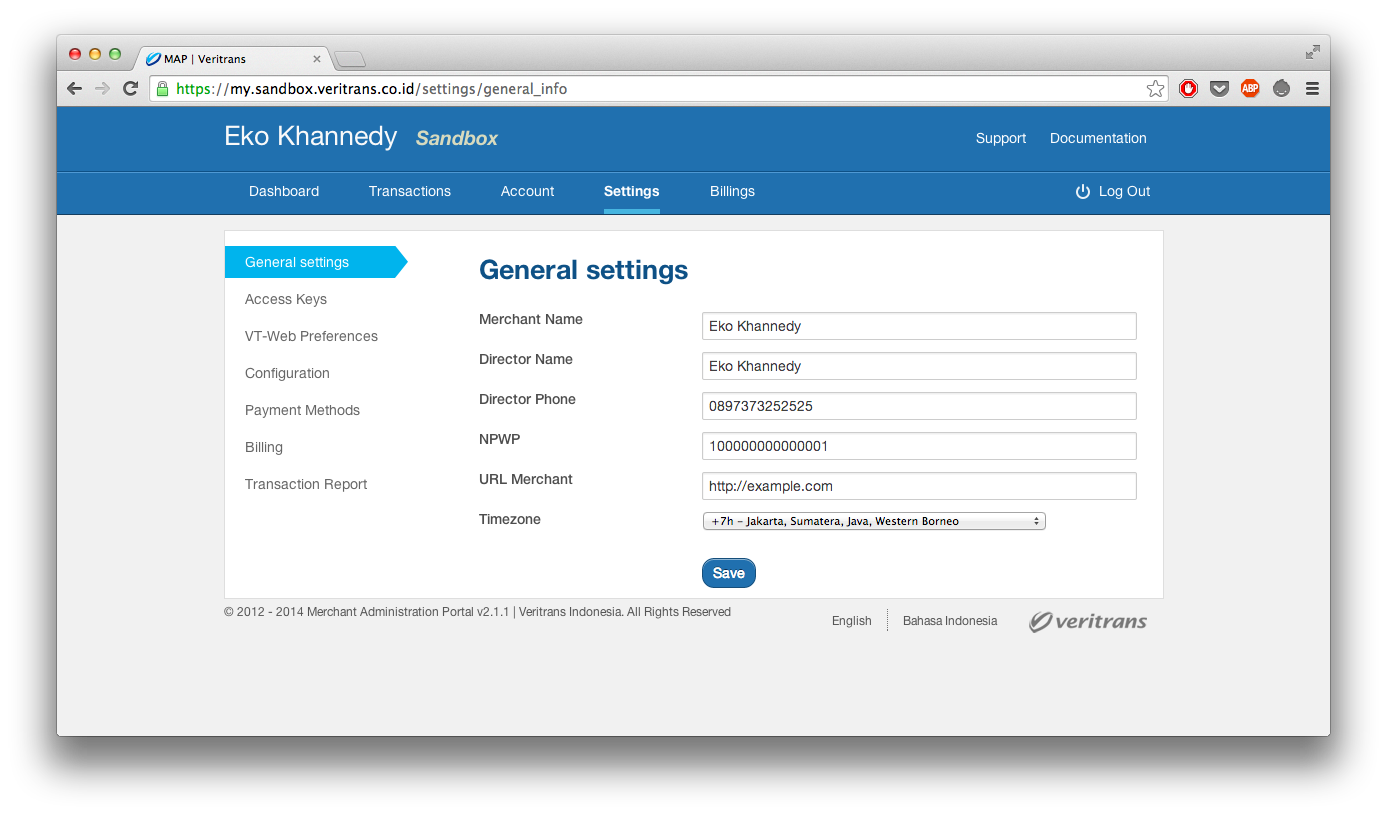 MAP | Veritrans
https://my.sandbox.veritrans.co.id/settings/general_info
ABP
Eko Khannedy Sandbox
Support Documentation
Dashboard Transactions Account Settings Billings Log Out
General settings
Access Keys
VT-Web Preferences
Configuration
Payment Methods
Billing
Transaction Report
General settings
Merchant Name Eko Khannedy
Director Name Eko Khannedy
Director Phone 0897373252525
NPWP 100000000000001
URL Merchant http://example.com
Timezone +7h – Jakarta, Sumatera, Java, Western Borneo
Save
© 2012 - 2014 Merchant Administration Portal v2.1.1 | Veritrans Indonesia. All Rights Reserved
English Bahasa Indonesia veritrans